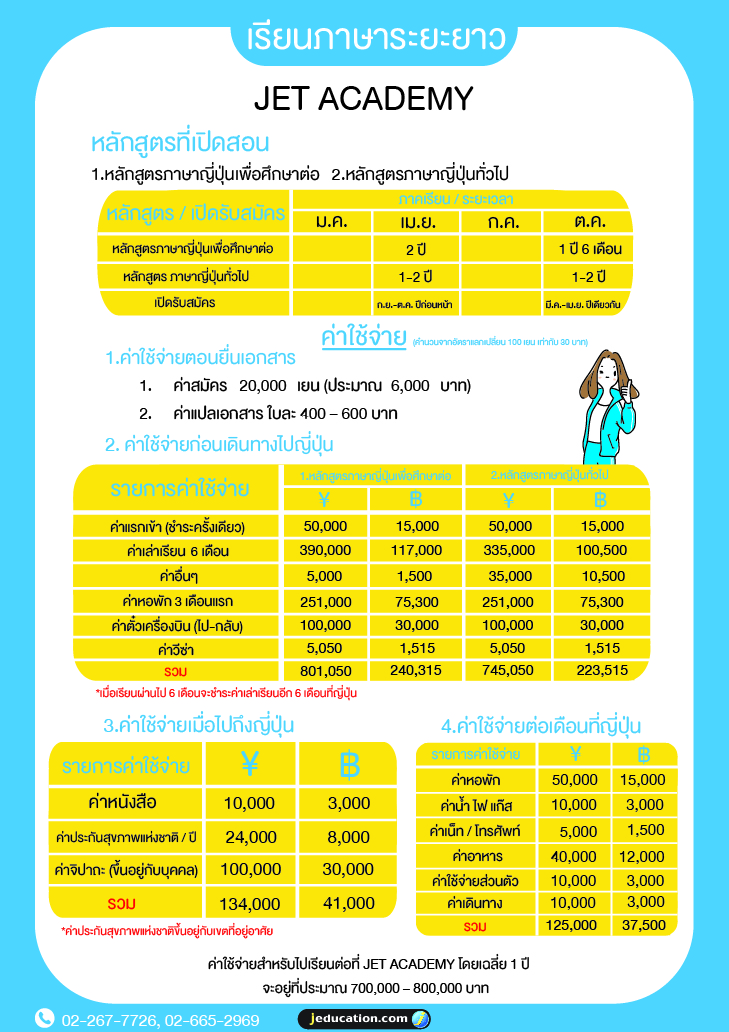 เรียนภาษาระยะยาว
JET ACADEMY
หลักสูตรที่เปิดสอน
1.หลักสูตรภาษาญี่ปุ่นเพื่อศึกษาต่อ 2.หลักสูตรภาษาญี่ปุ่นทั่วไป
หลักสูตร / เปิดรับสมัคร ภาคเรียน / ระยะเวลา
ม.ค. เม.ย. ก.ค. ต.ค.
หลักสูตรภาษาญี่ปุ่นเพื่อศึกษาต่อ 2 ปี 1 ปี 6 เดือน
หลักสูตร ภาษาญี่ปุ่นทั่วไป 1-2 ปี 1-2 ปี
เปิดรับสมัคร ก.ย.-ต.ค. ปีก่อนหน้า มี.ค.-เม.ย. ปีเดียวกัน
ค่าใช้จ่าย (คำนวนจากอัตราแลกเปลี่ยน 100 เยน เท่ากับ 30 บาท)
1.ค่าใช้จ่ายตอนยื่นเอกสาร
1. ค่าสมัคร 20,000 เยน (ประมาณ 6,000 บาท)
2. ค่าแปลเอกสาร ใบละ 400 – 600 บาท
2. ค่าใช้จ่ายก่อนเดินทางไปญี่ปุ่น
รายการค่าใช้จ่าย 1.หลักสูตรภาษาญี่ปุ่นเพื่อศึกษาต่อ 2.หลักสูตรภาษาญี่ปุ่นทั่วไป
¥ ฿ ¥ ฿
ค่าแรกเข้า (ชำระครั้งเดียว) 50,000 15,000 50,000 15,000
ค่าเล่าเรียน 6 เดือน 390,000 117,000 335,000 100,500
ค่าอื่นๆ 5,000 1,500 35,000 10,500
ค่าหอพัก 3 เดือนแรก 251,000 75,300 251,000 75,300
ค่าตั๋วเครื่องบิน (ไป-กลับ) 100,000 30,000 100,000 30,000
ค่าวีซ่า 5,050 1,515 5,050 1,515
รวม 801,050 240,315 745,050 223,515
*เมื่อเรียนผ่านไป 6 เดือนจะชำระค่าเล่าเรียนอีก 6 เดือนที่ญี่ปุ่น
3.ค่าใช้จ่ายเมื่อไปถึงญี่ปุ่น
รายการค่าใช้จ่าย ¥ ฿
ค่าหนังสือ 10,000 3,000
ค่าประกันสุขภาพแห่งชาติ / ปี 24,000 8,000
ค่าจิปาถะ (ขึ้นอยู่กับบุคคล) 100,000 30,000
รวม 134,000 41,000
*ค่าประกันสุขภาพแห่งชาติขึ้นอยู่กับเขตที่อยู่อาศัย
4.ค่าใช้จ่ายต่อเดือนที่ญี่ปุ่น
รายการค่าใช้จ่าย ¥ ฿
ค่าหอพัก 50,000 15,000
ค่าน้ำ ไฟ แก๊ส 10,000 3,000
ค่าเน็ท / โทรศัพท์ 5,000 1,500
ค่าอาหาร 40,000 12,000
ค่าใช้จ่ายส่วนตัว 10,000 3,000
ค่าเดินทาง 10,000 3,000
รวม 125,000 37,500
ค่าใช้จ่ายสำหรับไปเรียนต่อที่ JET ACADEMY โดยเฉลี่ย 1 ปี
จะอยู่ที่ประมาณ 700,000 – 800,000 บาท
02-267-7726, 02-665-2969 jeducation.com